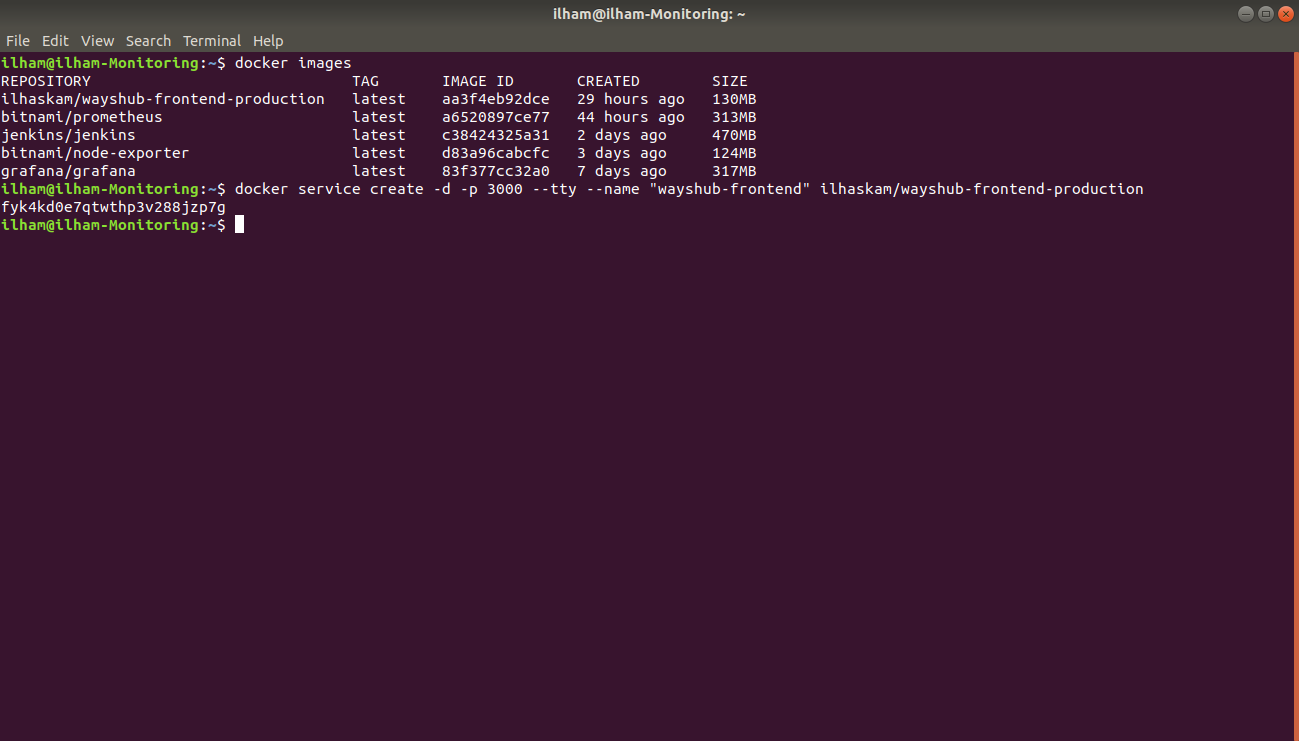 ilham@ilham-Monitoring: ~
File Edit View Search Terminal Help
ilham@ilham-Monitoring:~$ docker images
REPOSITORY TAG IMAGE ID CREATED SIZE
ilhaskam/wayshub-frontend-production latest aa3f4eb92dce 29 hours ago 130MB
bitnami/prometheus latest a6520897ce77 44 hours ago 313MB
jenkins/jenkins latest c38424325a31 2 days ago 470MB
bitnami/node-exporter latest d83a96cabcfc 3 days ago 124MB
grafana/grafana latest 83f377cc32a0 7 days ago 317MB
ilham@ilham-Monitoring:~$ docker service create -d -p 3000 --tty --name "wayshub-frontend" ilhaskam/wayshub-frontend-production
fyk4kd0e7qtwthp3v288jzp7g
ilham@ilham-Monitoring:~$